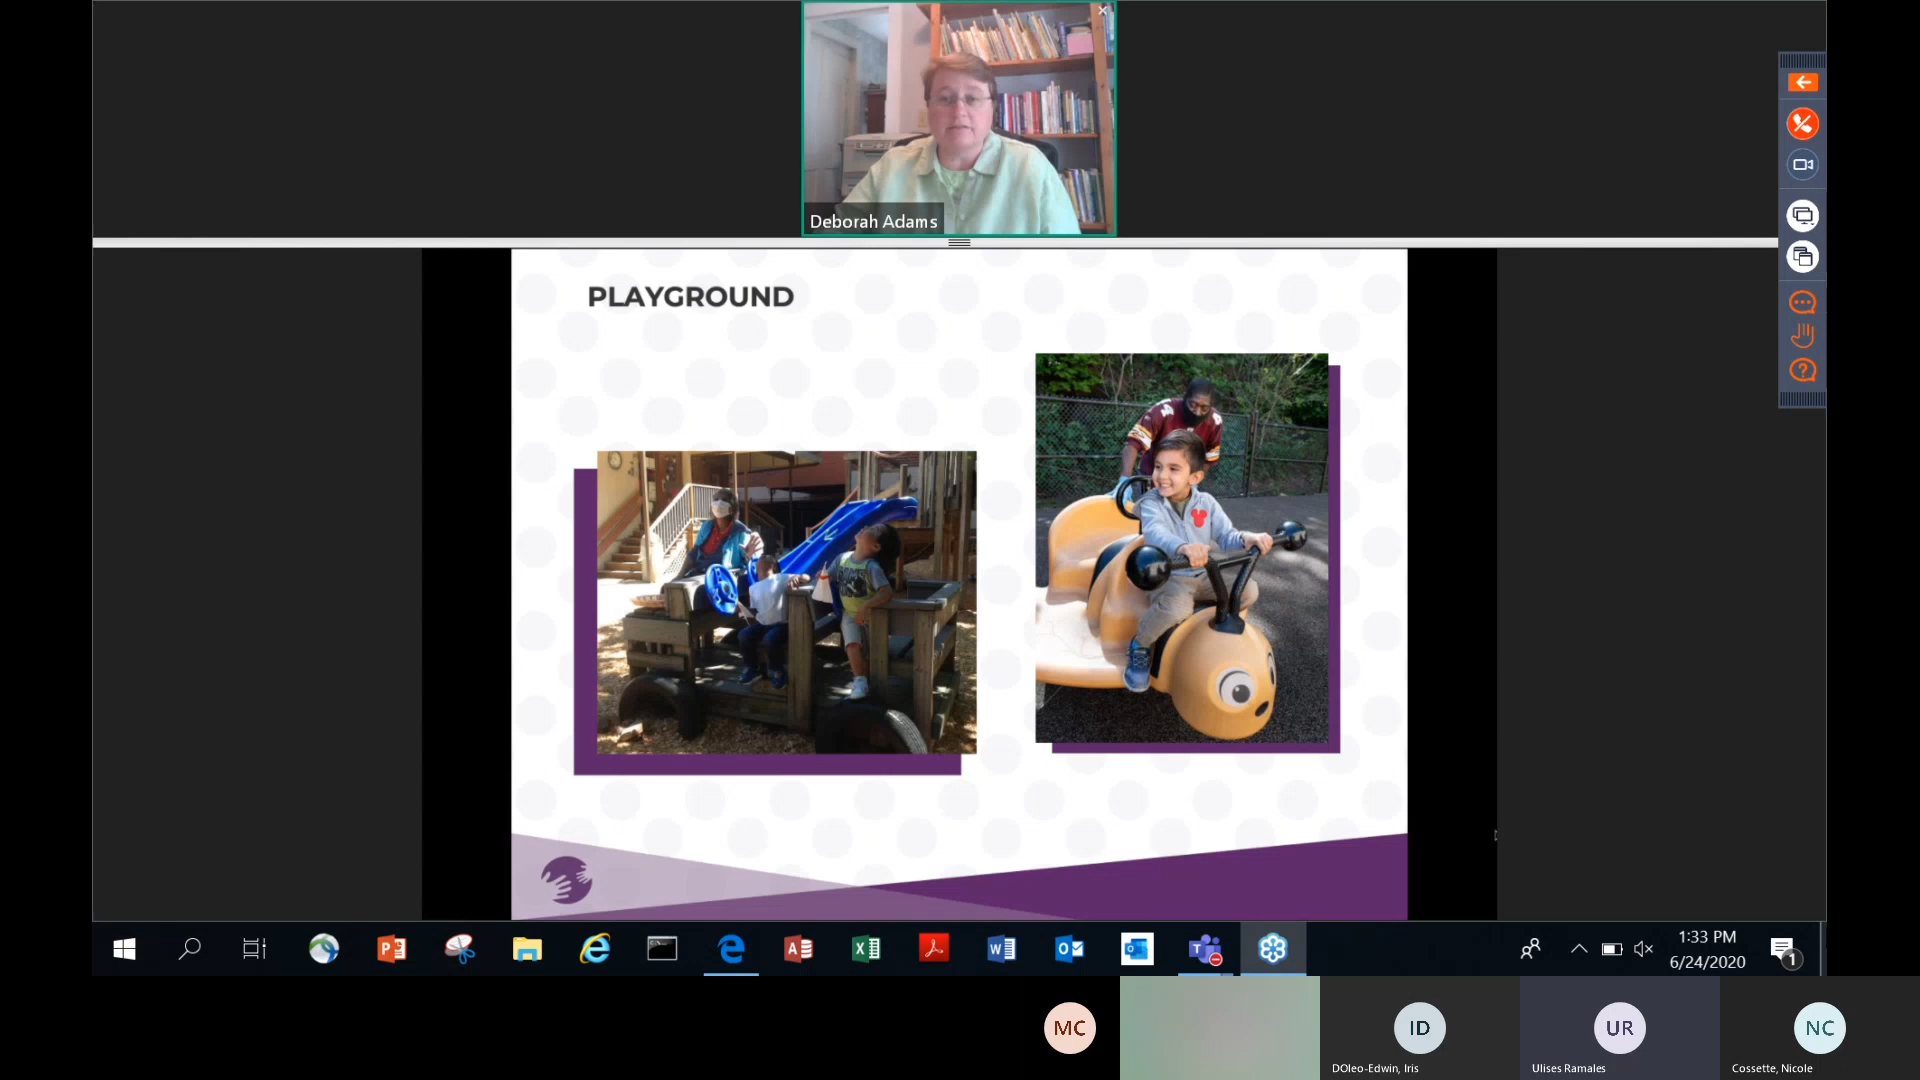 Deborah Adams
PLAYGROUND
1:33 PM
6/24/2020
1
MC
ID
UR
NC
DOleo-Edwin, Iris
Ulises Ramales
Cossette, Nicole